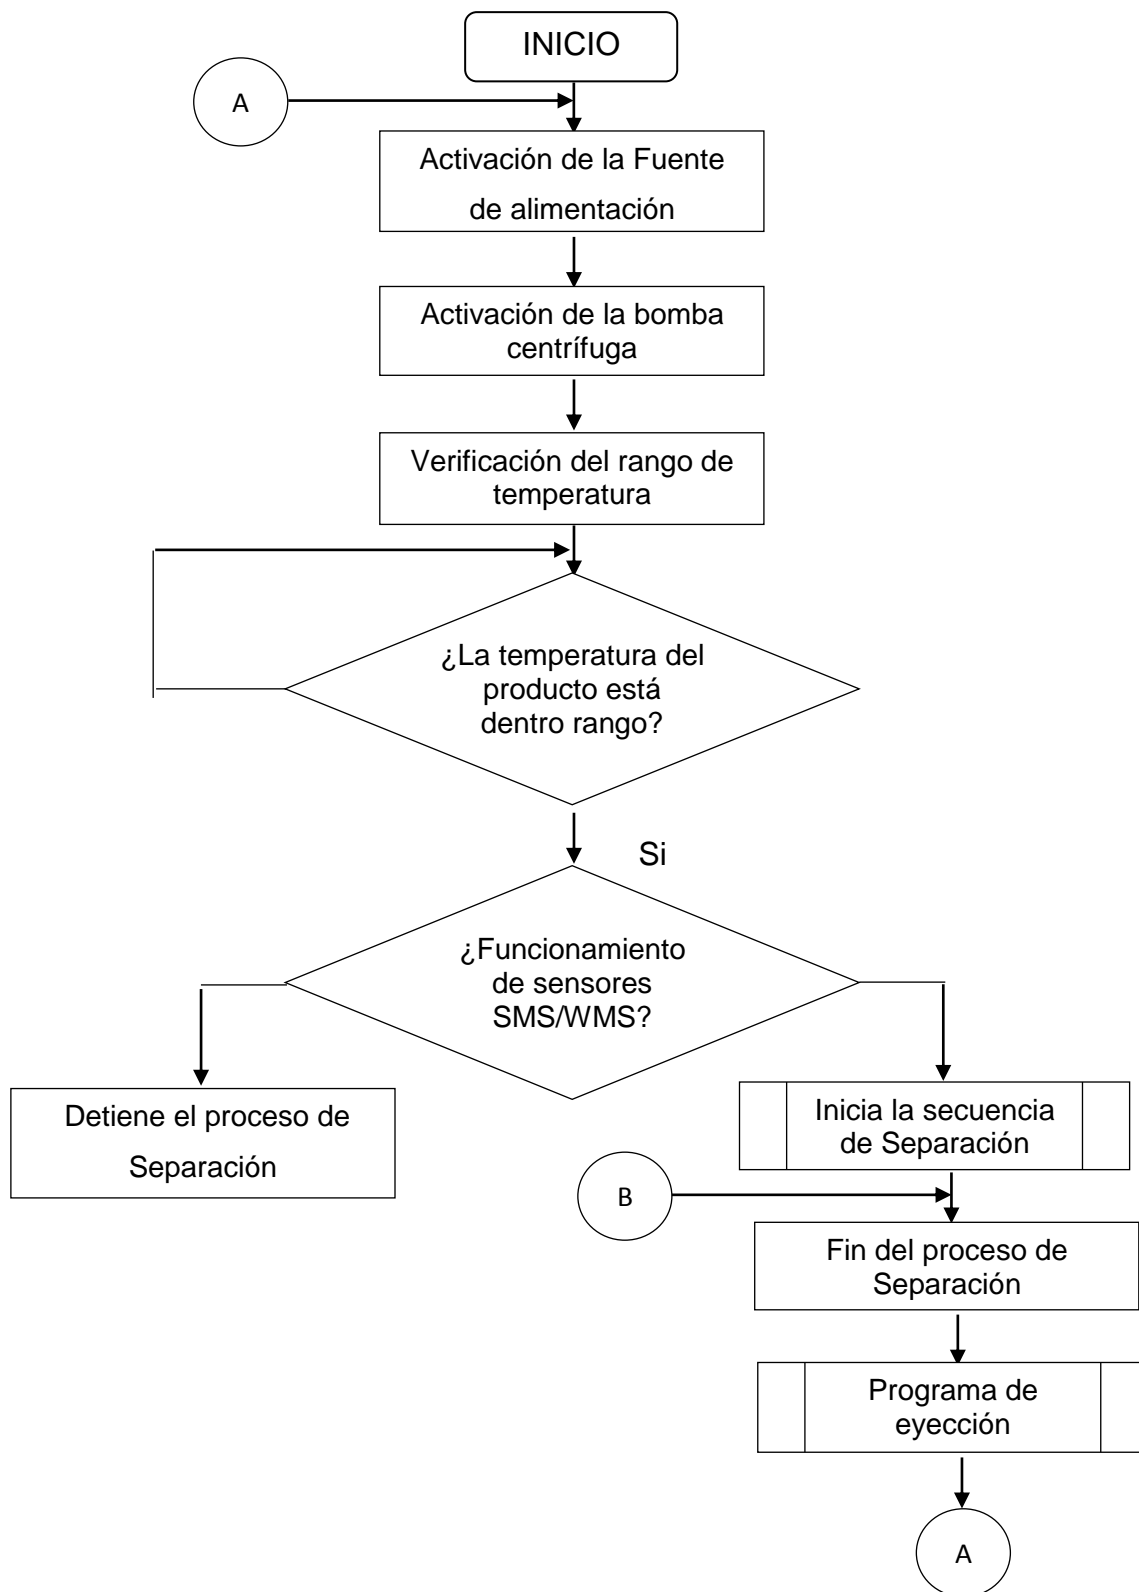 INICIO
A
Activación de la Fuente
de alimentación
Activación de la bomba
centrífuga
Verificación del rango de
temperatura
¿La temperatura del
producto está
dentro rango?
Si
¿Funcionamiento
de sensores
SMS/WMS?
Detiene el proceso de
Separación
Inicia la secuencia
de Separación
B
Fin del proceso de
Separación
Programa de
eyección
A